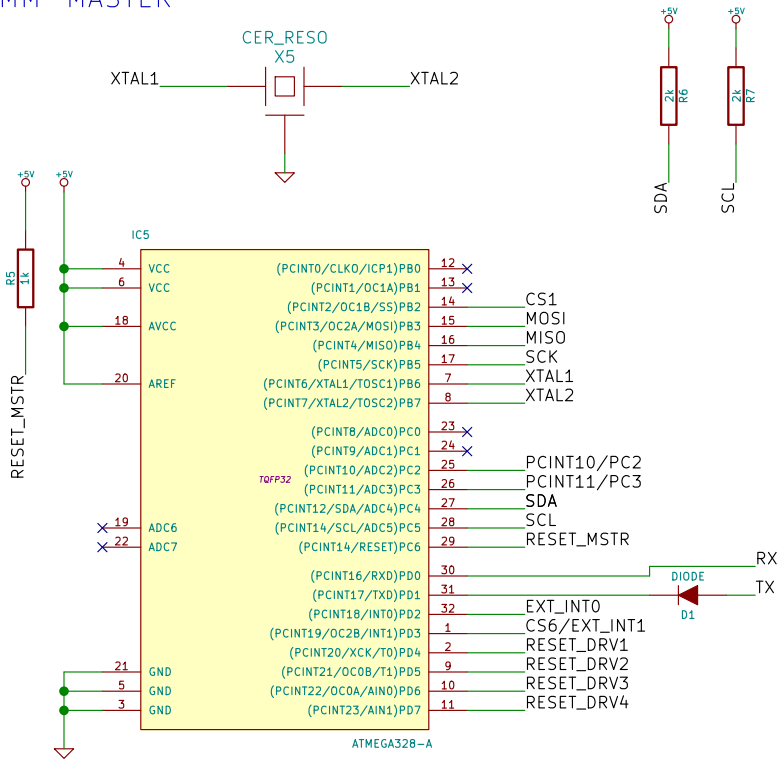 MM MASTER
CER_RESO
X5
XTAL1
XTAL2
+5V
+5V
2k
R6
2k
R7
SDA
SCL
+5V
+5V
R5
1k
RESET_MSTR
IC5
4 VCC
6 VCC
18 AVCC
20 AREF
19 ADC6
22 ADC7
21 GND
5 GND
3 GND
TQFP32
(PCINT0/CLKO/ICP1)PB0 12
(PCINT1/OC1A)PB1 13
(PCINT2/OC1B/SS)PB2 14 CS1
(PCINT3/OC2A/MOSI)PB3 15 MOSI
(PCINT4/MISO)PB4 16 MISO
(PCINT5/SCK)PB5 17 SCK
(PCINT6/XTAL1/TOSC1)PB6 7 XTAL1
(PCINT7/XTAL2/TOSC2)PB7 8 XTAL2
(PCINT8/ADC0)PC0 23
(PCINT9/ADC1)PC1 24
(PCINT10/ADC2)PC2 25 PCINT10/PC2
(PCINT11/ADC3)PC3 26 PCINT11/PC3
(PCINT12/SDA/ADC4)PC4 27 SDA
(PCINT14/SCL/ADC5)PC5 28 SCL
(PCINT14/RESET)PC6 29 RESET_MSTR
(PCINT16/RXD)PD0 30 RX
(PCINT17/TXD)PD1 31 TX
DIODE
D1
(PCINT18/INT0)PD2 32 EXT_INT0
(PCINT19/OC2B/INT1)PD3 1 CS6/EXT_INT1
(PCINT20/XCK/T0)PD4 2 RESET_DRV1
(PCINT21/OC0B/T1)PD5 9 RESET_DRV2
(PCINT22/OC0A/AIN0)PD6 10 RESET_DRV3
(PCINT23/AIN1)PD7 11 RESET_DRV4
ATMEGA328-A